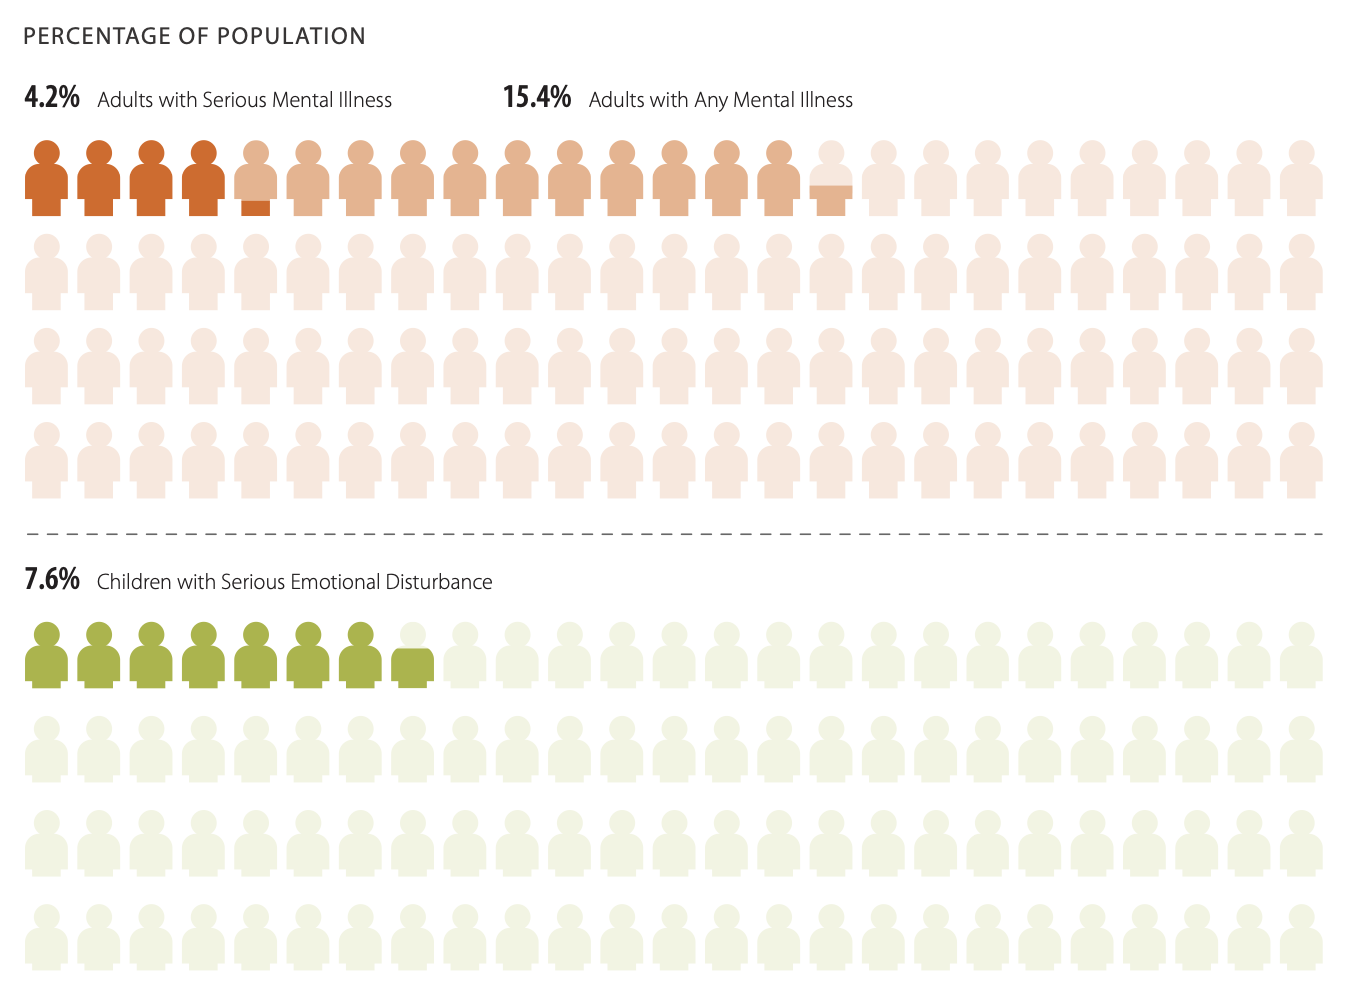 PERCENTAGE OF POPULATION
4.2% Adults with Serious Mental Illness 15.4% Adults with Any Mental Illness
7.6% Children with Serious Emotional Disturbance